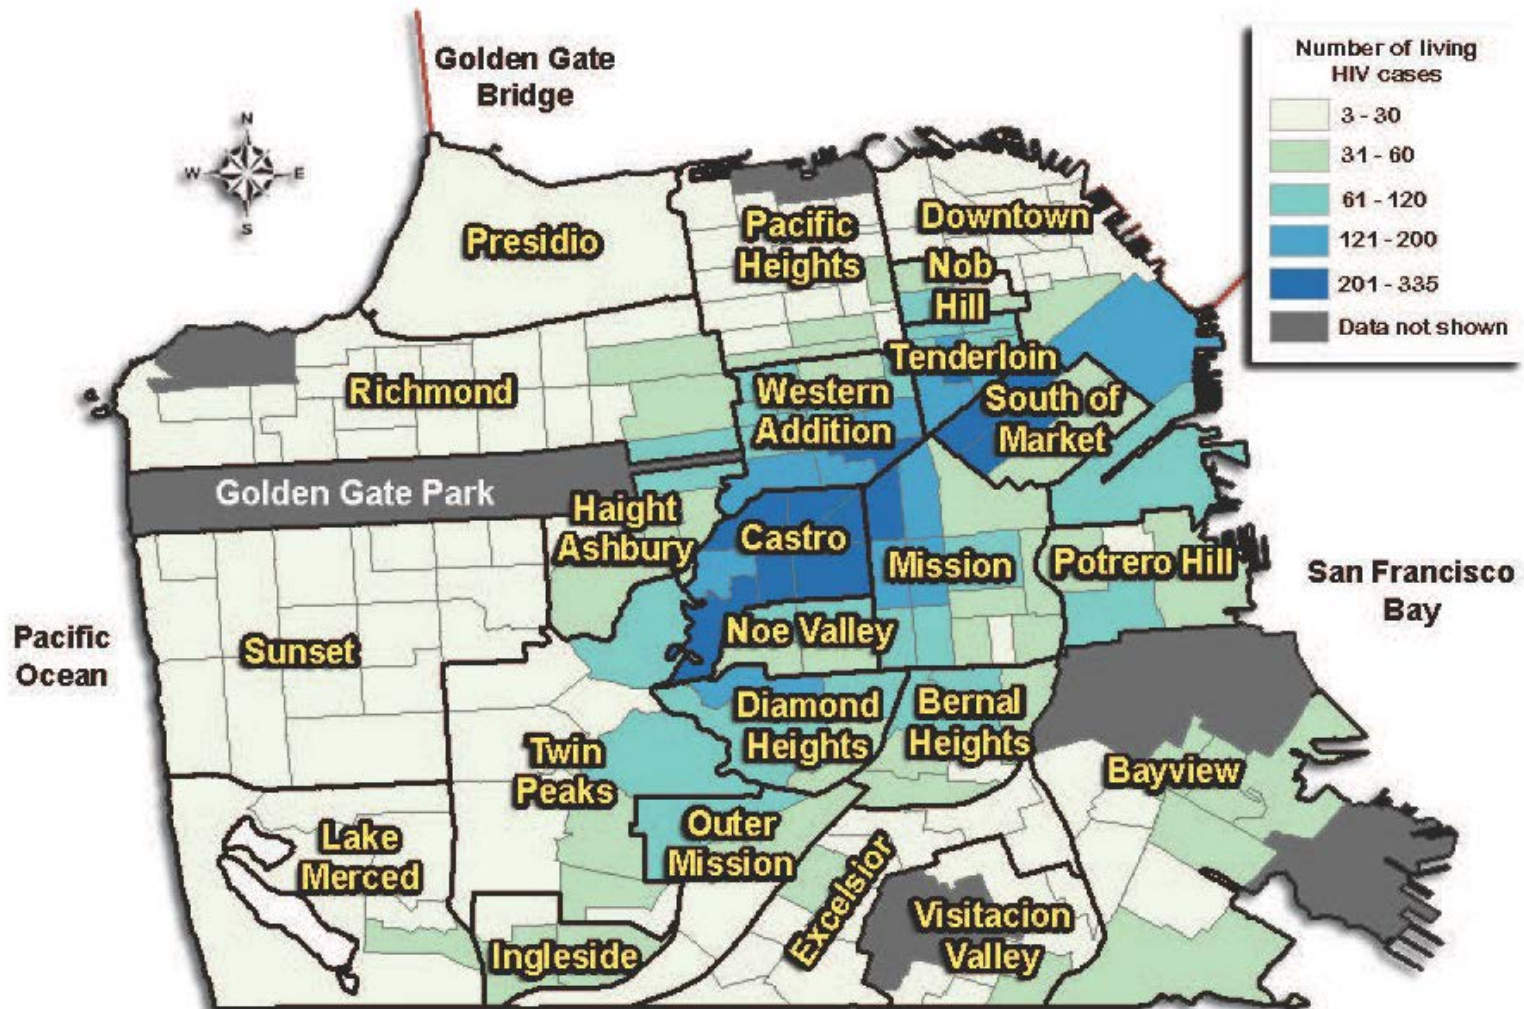 Golden Gate
Bridge
Number of living
HIV cases
3 - 30
31 - 60
61 - 120
121 - 200
201 - 335
Data not shown
N
W
E
S
Presidio
Pacific
Heights
Downtown
Nob
Hill
Tenderloin
Richmond
Western
Addition
South of
Market
Golden Gate Park
Haight
Ashbury
Castro
Mission
Potrero Hill
San Francisco
Bay
Pacific
Ocean
Sunset
Noe Valley
Diamond
Heights
Bernal
Heights
Twin
Peaks
Bayview
Lake
Merced
Outer
Mission
Excelsior
Visitacion
Valley
Ingleside